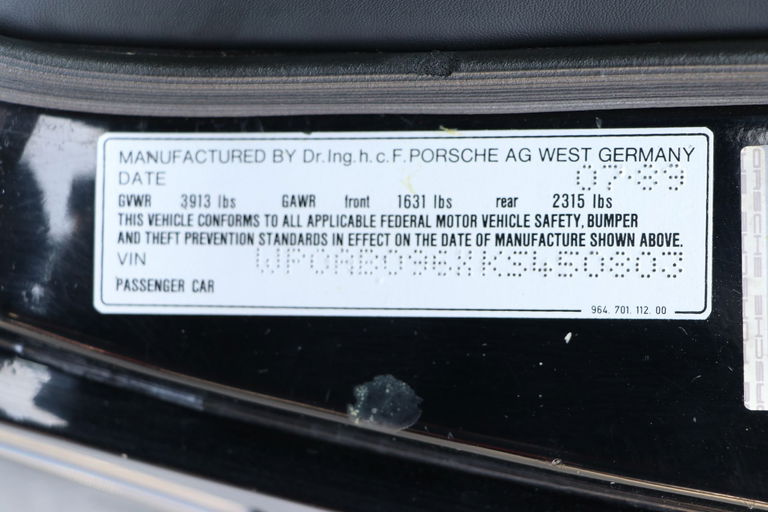 MANUFACTURED BY Dr.Ing.h.c.F.PORSCHE AG WEST GERMANY
DATE 07-89
GVWR 3913 lbs GAWR front 1631 lbs rear 2315 lbs
THIS VEHICLE CONFORMS TO ALL APPLICABLE FEDERAL MOTOR VEHICLE SAFETY, BUMPER
AND THEFT PREVENTION STANDARDS IN EFFECT ON THE DATE OF MANUFACTURE SHOWN ABOVE.
VIN
PASSENGER CAR
964. 701. 112. 00